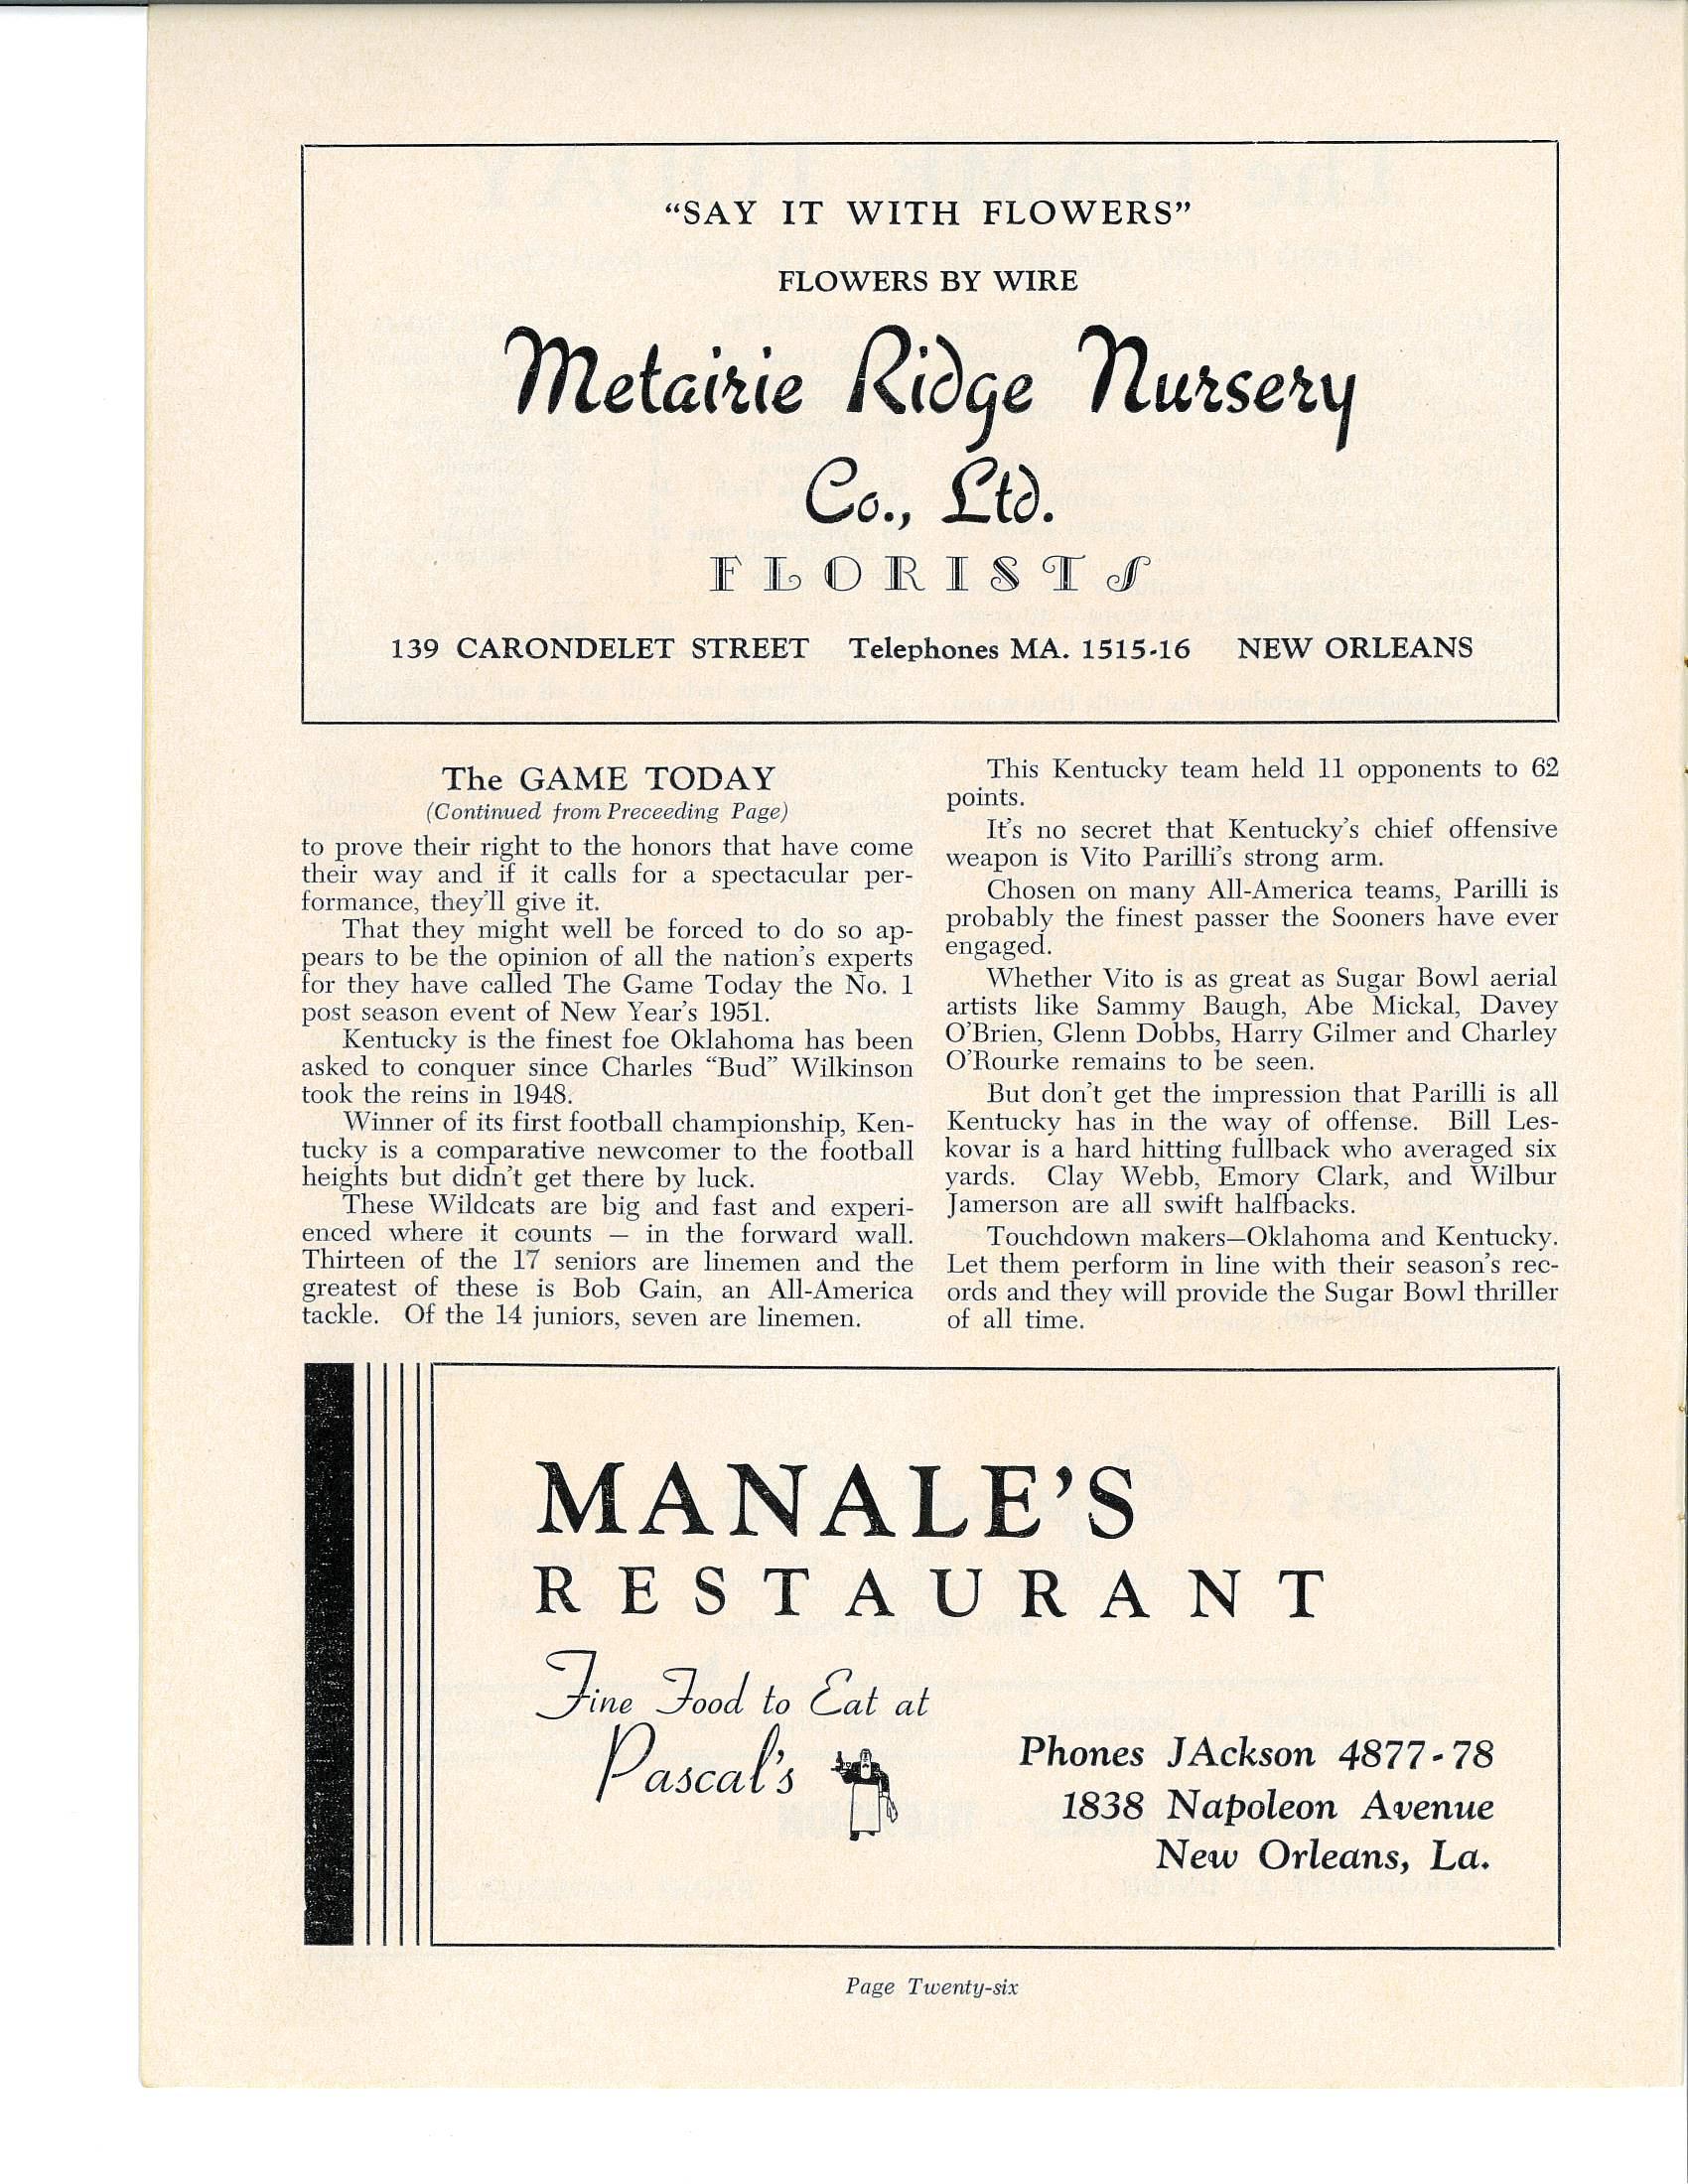 “SAY IT WITH FLOWERS”
FLOWERS BY WIRE
Metairie Ridge Nursery
Co., Ltd.
FLORISTS
139 CARONDELET STREET Telephones MA. 1515-16 NEW ORLEANS
The GAME TODAY
(Continued from Preceeding Page)
to prove their right to the honors that have come
their way and if it calls for a spectacular per-
formance, they’ll give it.
That they might well be forced to do so ap-
pears to be the opinion of all the nation’s experts
for they have called The Game Today the No. 1
post season event of New Year’s 1951.
Kentucky is the finest foe Oklahoma has been
asked to conquer since Charles “Bud” Wilkinson
took the reins in 1948.
Winner of its first football championship, Ken-
tucky is a comparative newcomer to the football
heights but didn’t get there by luck.
These Wildcats are big and fast and experi-
enced where it counts — in the forward wall.
Thirteen of the 17 seniors are linemen and the
greatest of these is Bob Gain, an All-America
tackle. Of the 14 juniors, seven are linemen.
This Kentucky team held 11 opponents to 62
points.
It’s no secret that Kentucky’s chief offensive
weapon is Vito Parilli’s strong arm.
Chosen on many All-America teams, Parilli is
probably the finest passer the Sooners have ever
engaged.
Whether Vito is as great as Sugar Bowl aerial
artists like Sammy Baugh, Abe Mickal, Davey
O’Brien, Glenn Dobbs, Harry Gilmer and Charley
O’Rourke remains to be seen.
But don’t get the impression that Parilli is all
Kentucky has in the way of offense. Bill Les-
kovar is a hard hitting fullback who averaged six
yards. Clay Webb, Emory Clark, and Wilbur
Jamerson are all swift halfbacks.
Touchdown makers—Oklahoma and Kentucky.
Let them perform in line with their season’s rec-
ords and they will provide the Sugar Bowl thriller
of all time.
MANALE’S
RESTAURANT
Fine Food to Eat at
Pascal’s
Phones JAckson 4877-78
1838 Napoleon Avenue
New Orleans, La.
Page Twenty-six